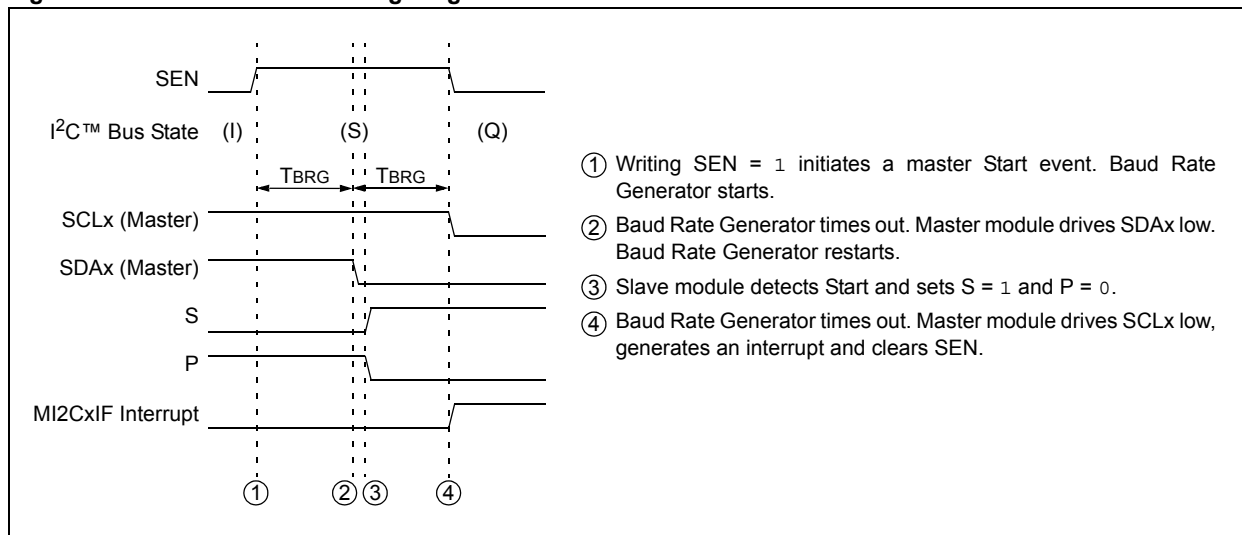 SEN
I²C™ Bus State (I) (S) (Q)
TBRG TBRG
SCLx (Master)
SDAx (Master)
S
P
MI2CxIF Interrupt
1 2 3 4
1 Writing SEN = 1 initiates a master Start event. Baud Rate
Generator starts.
2 Baud Rate Generator times out. Master module drives SDAx low.
Baud Rate Generator restarts.
3 Slave module detects Start and sets S = 1 and P = 0.
4 Baud Rate Generator times out. Master module drives SCLx low,
generates an interrupt and clears SEN.